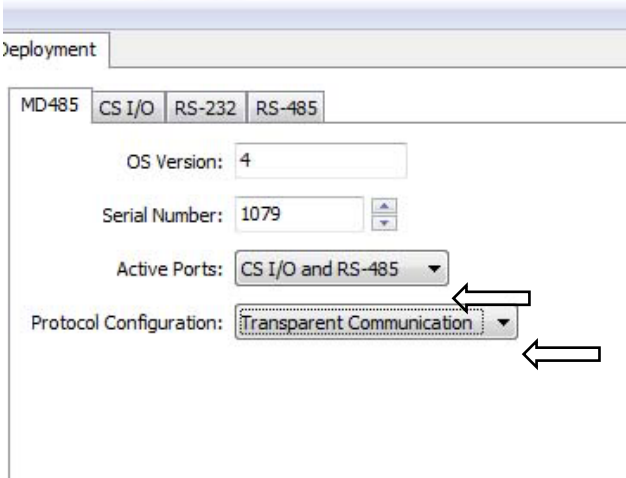 Deployment
MD485 CS I/O RS-232 RS-485
OS Version: 4
Serial Number: 1079
Active Ports: CS I/O and RS-485
Protocol Configuration: Transparent Communication